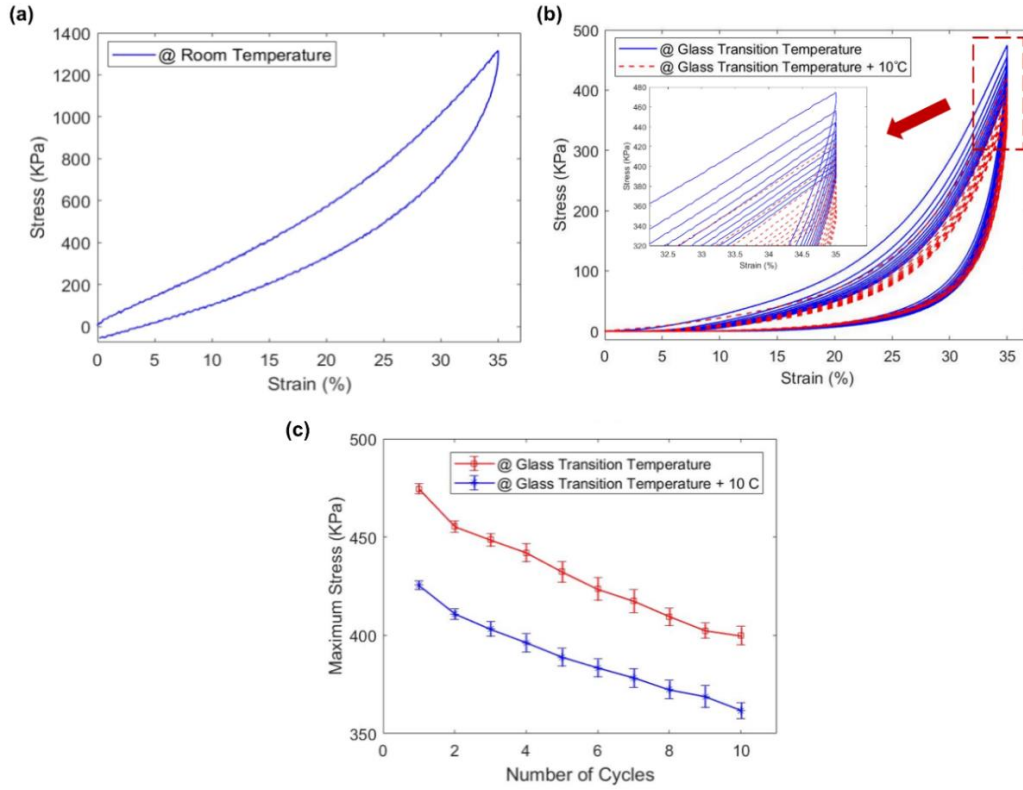 (a)
1400
1200
1000
800
600
400
200
0
Stress (KPa)
@ Room Temperature
0 5 10 15 20 25 30 35
Strain (%)
(b)
500
400
300
200
100
0
Stress (KPa)
@ Glass Transition Temperature
@ Glass Transition Temperature + 10℃
480
460
440
420
400
380
360
340
320
Stress (KPa)
32.5 33 33.5 34 34.5 35
Strain (%)
0 5 10 15 20 25 30 35
Strain (%)
(c)
500
450
400
350
Maximum Stress (KPa)
@ Glass Transition Temperature
@ Glass Transition Temperature + 10 C
0 2 4 6 8 10
Number of Cycles